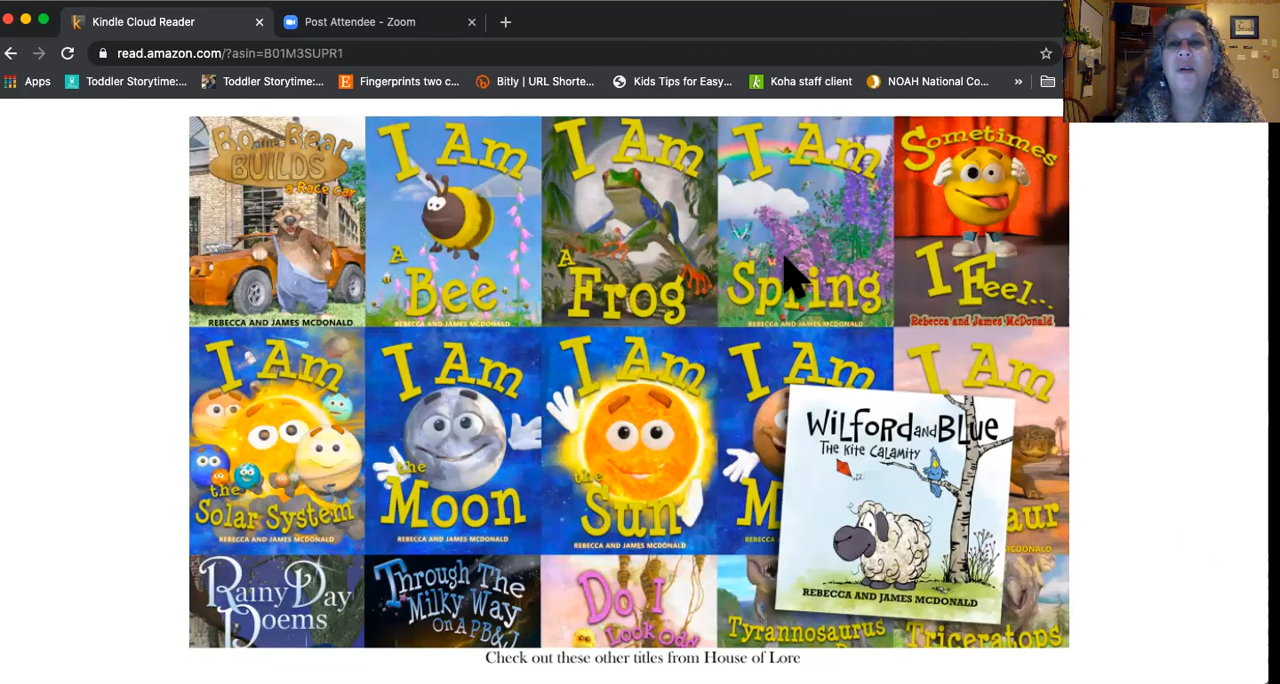 Kindle Cloud Reader
Post Attendee - Zoom
read.amazon.com/?asin=B01M3SUPR1
Apps
Toddler Storytime:...
Toddler Storytime:...
Fingerprints two c...
Bitly | URL Shorte...
Kids Tips for Easy...
Koha staff client
NOAH National Co...
Bear
BUILDS
a Race Car
REBECCA AND JAMES MCDONALD
I Am
A
Bee
REBECCA AND JAMES MCDONALD
I Am
A
Frog
REBECCA AND JAMES MCDONALD
I Am
Spring
REBECCA AND JAMES MCDONALD
Sometimes
I Feel...
Rebecca and James McDonald
I Am
the
Solar System
REBECCA AND JAMES MCDONALD
I Am
the
Moon
REBECCA AND JAMES MCDONALD
I Am
the
Sun
REBECCA AND JAMES MCDONALD
I Am
I Am
MCDONALD
WILFORD AND BLUE
THE KITE CALAMITY
REBECCA AND JAMES MCDONALD
Rainy Day
Poems
Through The
Milky Way
On A PB&J
Do I
Look Odd
Tyrannosaurus
Triceratops
Check out these other titles from House of Lore